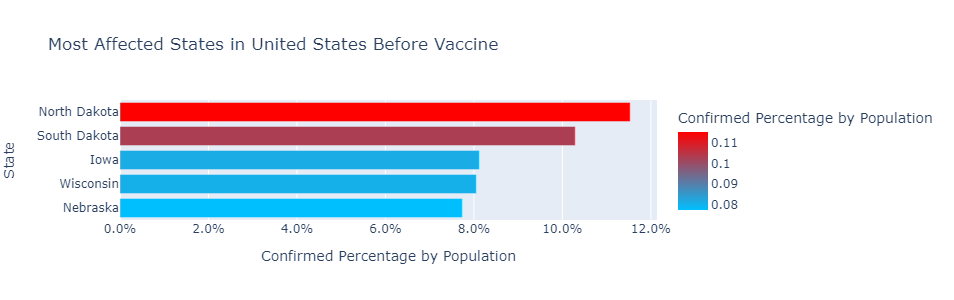 Most Affected States in United States Before Vaccine
State
North Dakota
South Dakota
Iowa
Wisconsin
Nebraska
0.0% 2.0% 4.0% 6.0% 8.0% 10.0% 12.0%
Confirmed Percentage by Population
Confirmed Percentage by Population
0.11
0.1
0.09
0.08